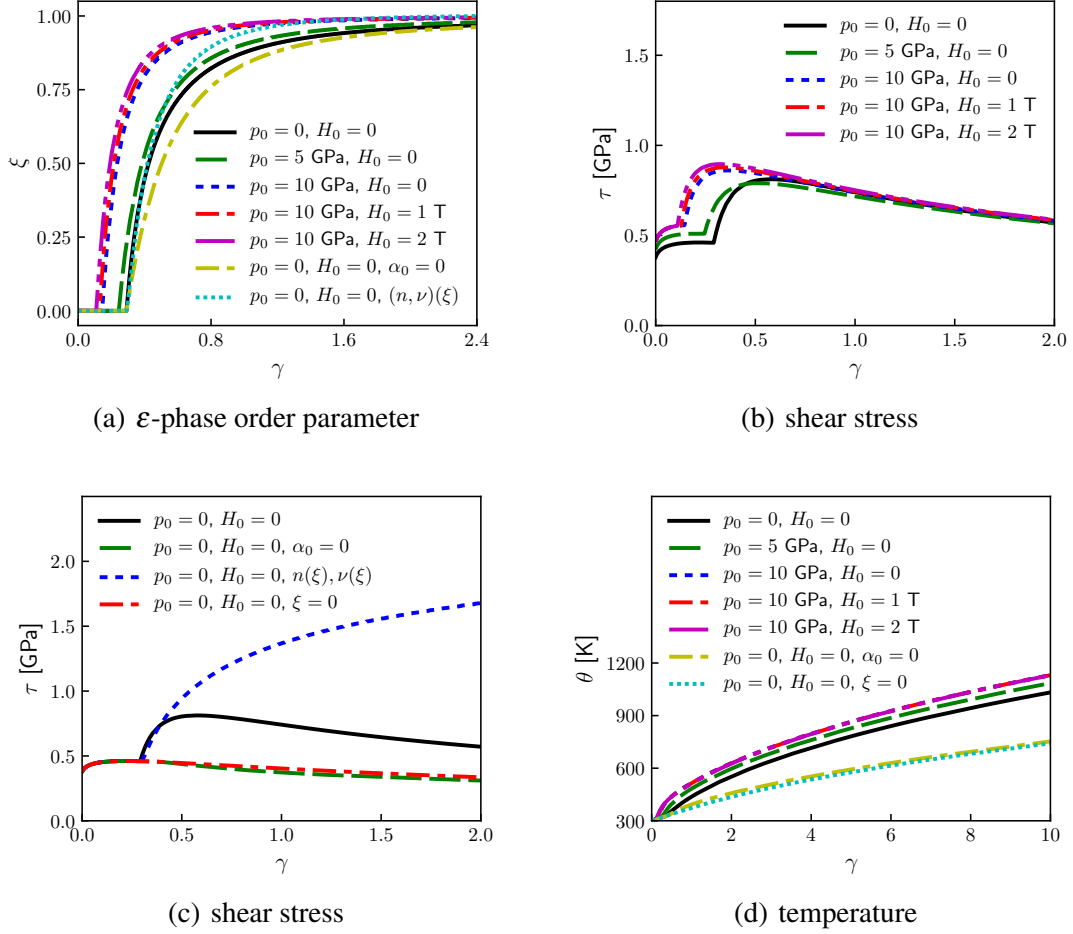 1.00
0.75
0.50
0.25
0.00
ξ
p₀ = 0, H₀ = 0
p₀ = 5 GPa, H₀ = 0
p₀ = 10 GPa, H₀ = 0
p₀ = 10 GPa, H₀ = 1 T
p₀ = 10 GPa, H₀ = 2 T
p₀ = 0, H₀ = 0, α₀ = 0
p₀ = 0, H₀ = 0, (n, ν)(ξ)
0.0 0.8 1.6 2.4
γ
(a) ε-phase order parameter
1.5
1.0
0.5
0.0
τ [GPa]
p₀ = 0, H₀ = 0
p₀ = 5 GPa, H₀ = 0
p₀ = 10 GPa, H₀ = 0
p₀ = 10 GPa, H₀ = 1 T
p₀ = 10 GPa, H₀ = 2 T
0.0 0.5 1.0 1.5 2.0
γ
(b) shear stress
2.0
1.5
1.0
0.5
0.0
τ [GPa]
p₀ = 0, H₀ = 0
p₀ = 0, H₀ = 0, α₀ = 0
p₀ = 0, H₀ = 0, n(ξ), ν(ξ)
p₀ = 0, H₀ = 0, ξ = 0
0.0 0.5 1.0 1.5 2.0
γ
(c) shear stress
1200
900
600
300
θ [K]
p₀ = 0, H₀ = 0
p₀ = 5 GPa, H₀ = 0
p₀ = 10 GPa, H₀ = 0
p₀ = 10 GPa, H₀ = 1 T
p₀ = 10 GPa, H₀ = 2 T
p₀ = 0, H₀ = 0, α₀ = 0
p₀ = 0, H₀ = 0, ξ = 0
0 2 4 6 8 10
γ
(d) temperature